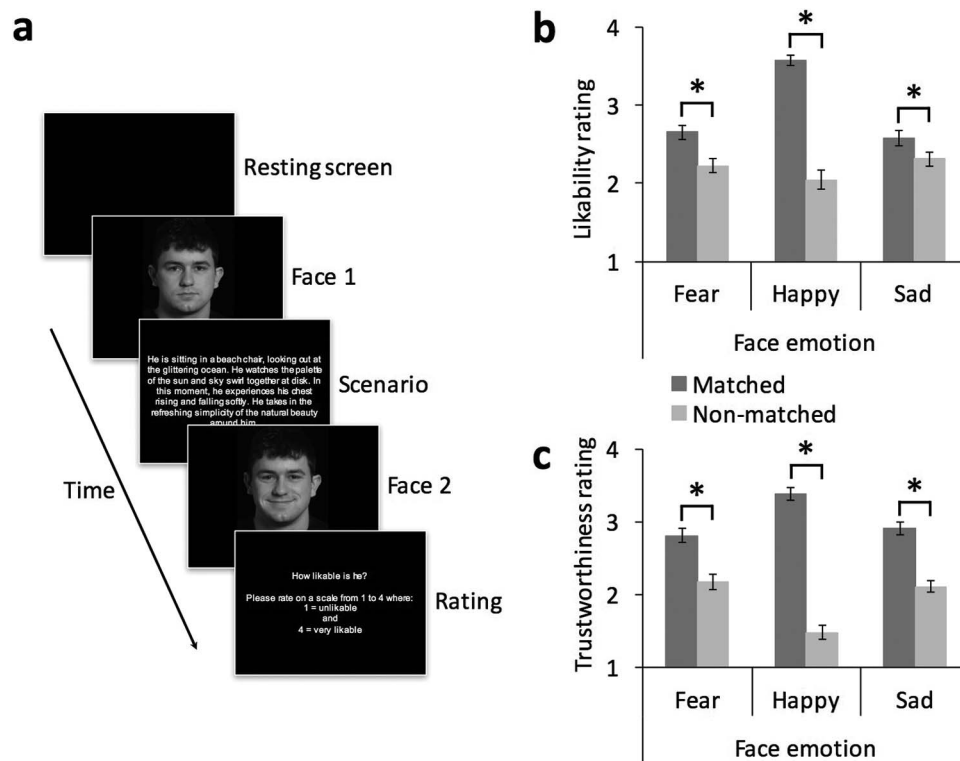 a
Resting screen
Face 1
He is sitting in a beach chair, looking out at
the glittering ocean. He watches the palette
of the sun and sky swirl together at disk. In
this moment, he experiences his chest
rising and falling softly. He takes in the
refreshing simplicity of the natural beauty
around him.
Scenario
Face 2
Time
How likable is he?
Please rate on a scale from 1 to 4 where:
1 = unlikable
and
4 = very likable
Rating
b
Likability rating
4
3
2
1
*
*
*
Fear
Happy
Sad
Face emotion
Matched
Non-matched
c
Trustworthiness rating
4
3
2
1
*
*
*
Fear
Happy
Sad
Face emotion